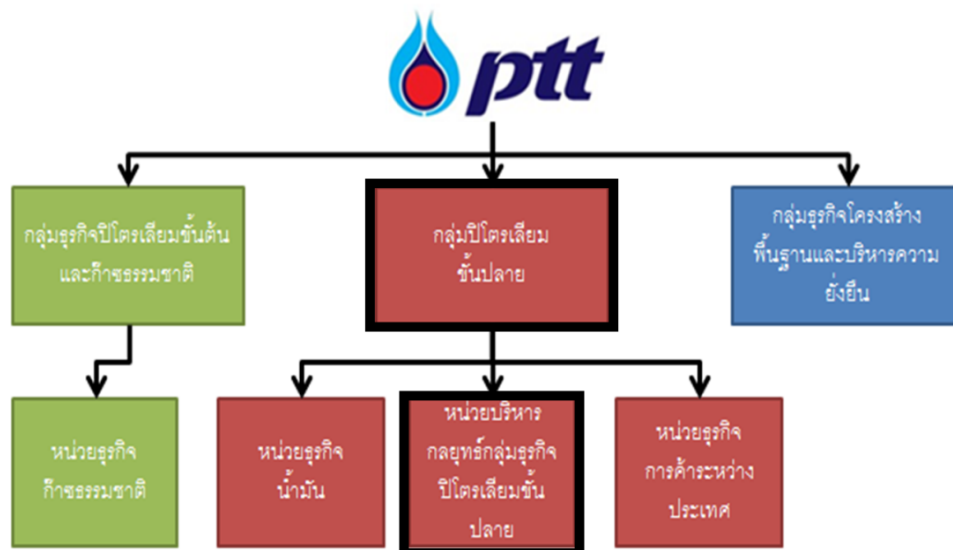 ptt
กลุ่มธุรกิจปิโตรเลียมขั้นต้น
และก๊าซธรรมชาติ
กลุ่มปิโตรเลียม
ขั้นปลาย
กลุ่มธุรกิจโครงสร้าง
พื้นฐานและบริหารความ
ยั่งยืน
หน่วยธุรกิจ
ก๊าซธรรมชาติ
หน่วยธุรกิจ
น้ำมัน
หน่วยบริหาร
กลยุทธ์กลุ่มธุรกิจ
ปิโตรเลียมขั้น
ปลาย
หน่วยธุรกิจ
การค้าระหว่าง
ประเทศ